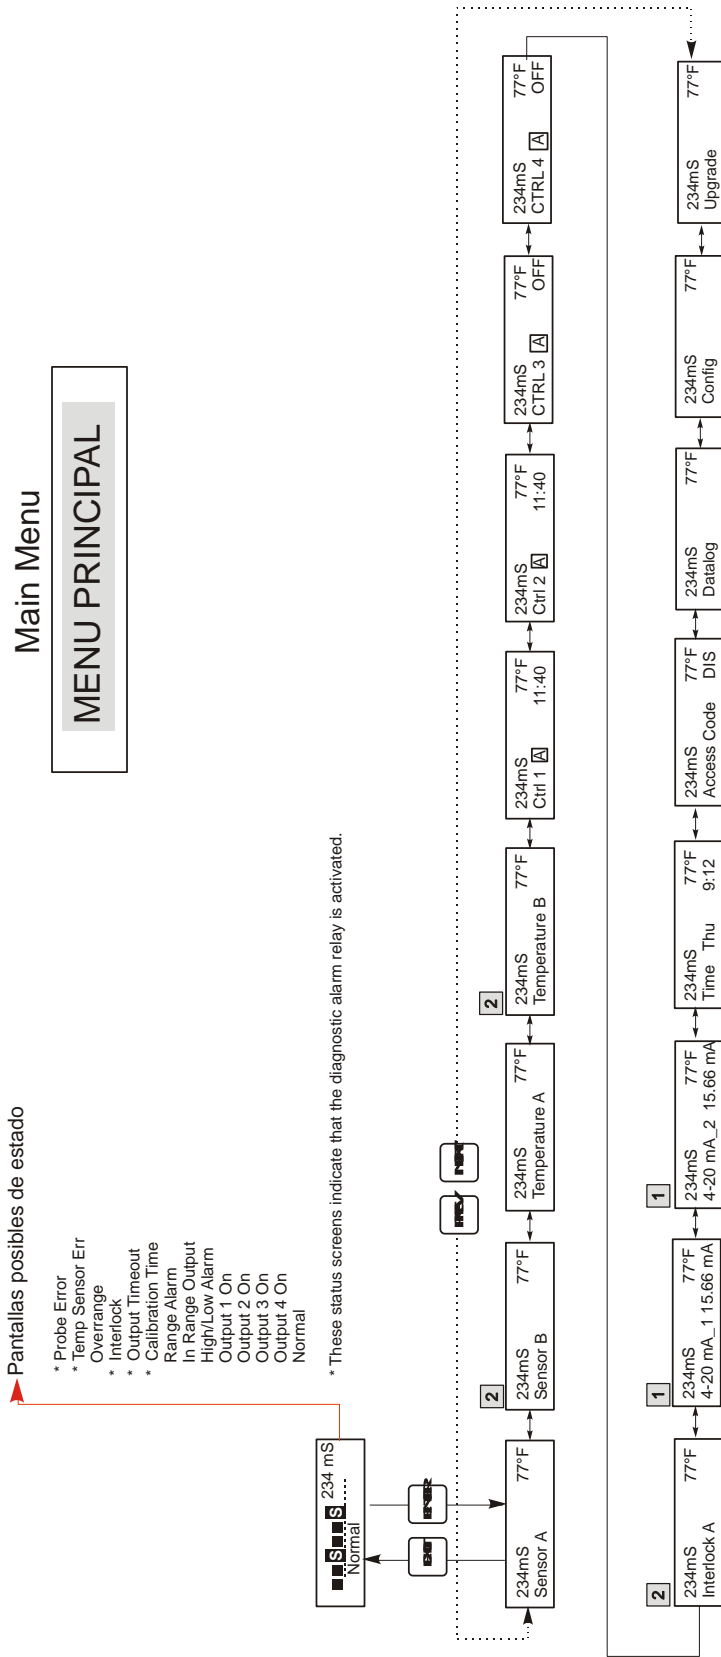 Main Menu
MENU PRINCIPAL
Pantallas posibles de estado
* Probe Error
* Temp Sensor Err
Overrange
* Interlock
* Output Timeout
* Calibration Time
Range Alarm
In Range Output
High/Low Alarm
Output 1 On
Output 2 On
Output 3 On
Output 4 On
Normal
* These status screens indicate that the diagnostic alarm relay is activated.
S S 234 mS
Normal
EXIT
ENTER
PREV
NEXT
234mS 77°F
Sensor A
2
234mS 77°F
Sensor B
234mS 77°F
Temperature A
2
234mS 77°F
Temperature B
234mS 77°F
Ctrl 1 A 11:40
234mS 77°F
Ctrl 2 A 11:40
234mS 77°F
CTRL 3 A OFF
234mS 77°F
CTRL 4 A OFF
2
234mS 77°F
Interlock A
1
234mS 77°F
4-20 mA_1 15.66 mA
1
234mS 77°F
4-20 mA_2 15.66 mA
234mS 77°F
Time Thu 9:12
234mS 77°F
Access Code DIS
234mS 77°F
Datalog
234mS 77°F
Config
234mS 77°F
Upgrade